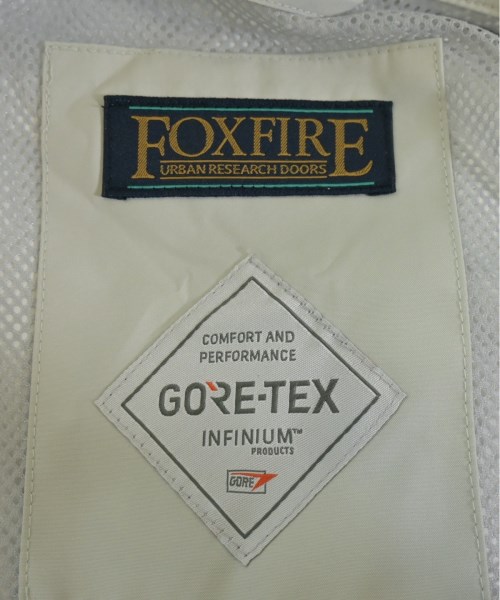 FOXFIRE
URBAN RESEARCH DOORS
COMFORT AND
PERFORMANCE
GORE-TEX
INFINIUM™
PRODUCTS
GORE